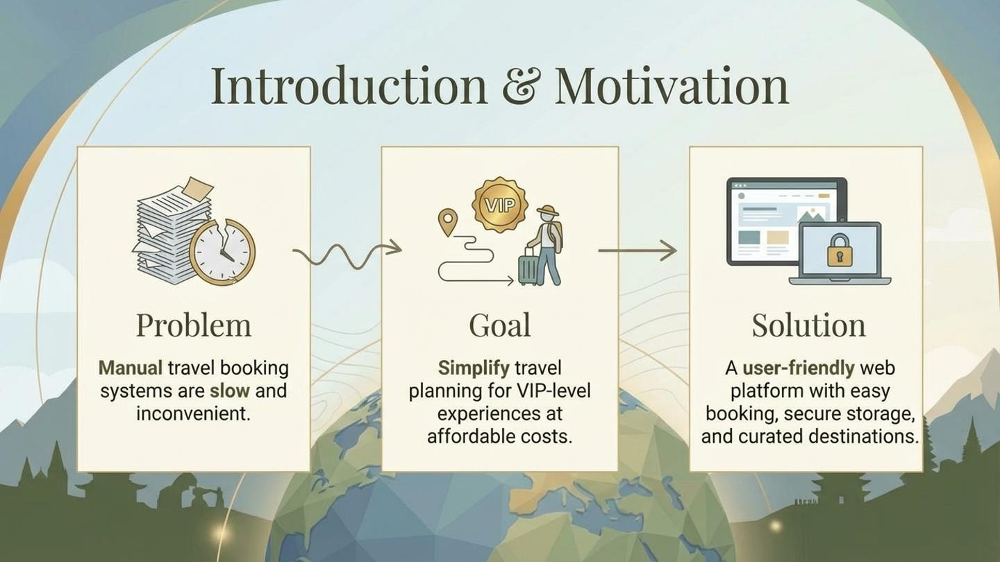 Introduction & Motivation
VIP
Problem
Manual travel booking
systems are slow and
inconvenient.
Goal
Simplify travel
planning for VIP-level
experiences at
affordable costs.
Solution
A user-friendly web
platform with easy
booking, secure storage,
and curated destinations.